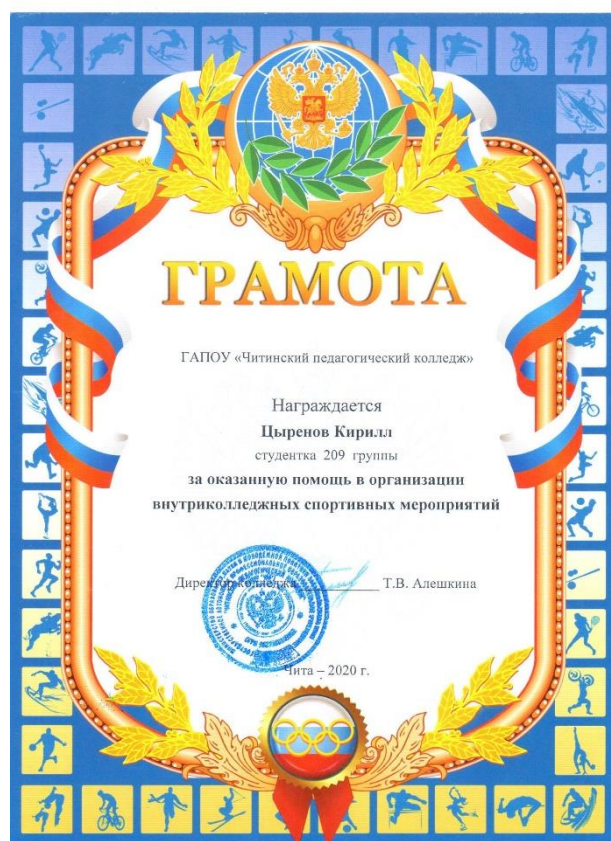 ГРАМОТА
ГАПОУ «Читинский педагогический колледж»
Награждается
Цыренов Кирилл
студентка 209 группы
за оказанную помощь в организации
внутриколледжных спортивных мероприятий
Директор колледжа Т.В. Алешкина
Чита – 2020 г.